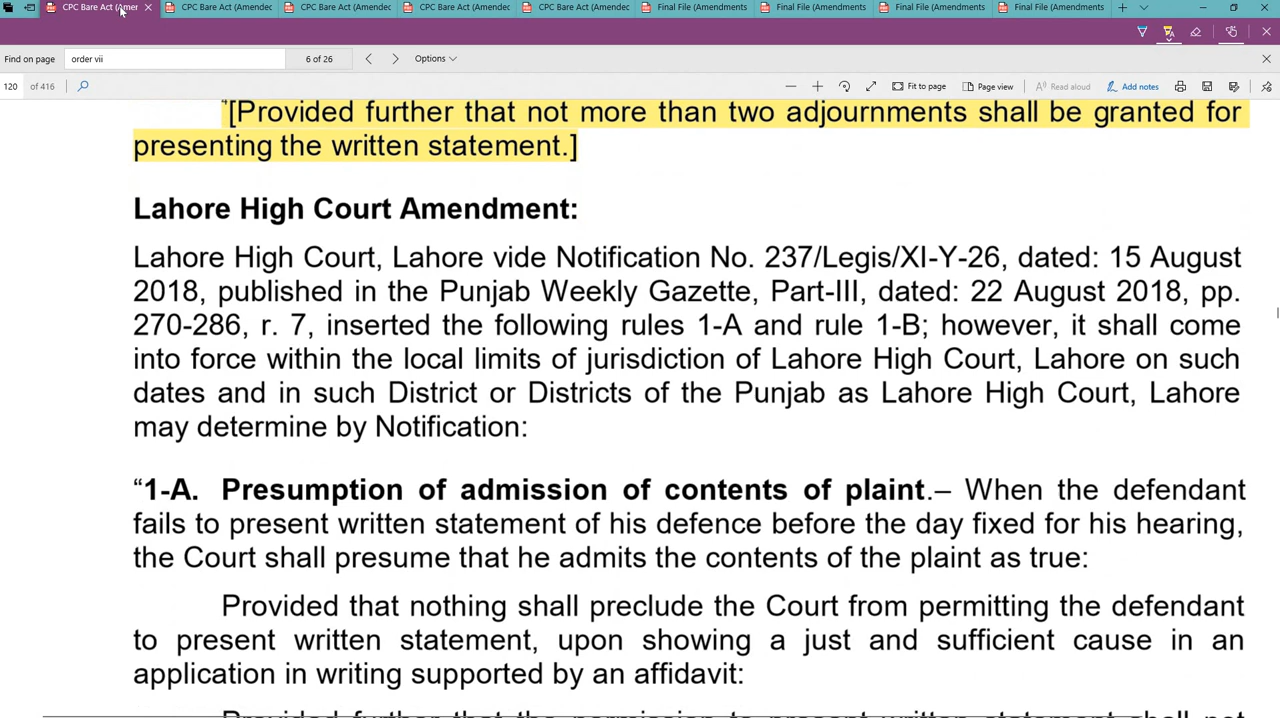 CPC Bare Act (Amer
CPC Bare Act (Amendec
CPC Bare Act (Amendec
CPC Bare Act (Amendec
CPC Bare Act (Amendec
Final File (Amendments
Final File (Amendments
Final File (Amendments
Final File (Amendments
Find on page
order vii
6 of 26
Options
120 of 416
Fit to page
Page view
Read aloud
Add notes
[Provided further that not more than two adjournments shall be granted for
presenting the written statement.]
Lahore High Court Amendment:
Lahore High Court, Lahore vide Notification No. 237/Legis/XI-Y-26, dated: 15 August
2018, published in the Punjab Weekly Gazette, Part-III, dated: 22 August 2018, pp.
270-286, r. 7, inserted the following rules 1-A and rule 1-B; however, it shall come
into force within the local limits of jurisdiction of Lahore High Court, Lahore on such
dates and in such District or Districts of the Punjab as Lahore High Court, Lahore
may determine by Notification:
“1-A. Presumption of admission of contents of plaint.– When the defendant
fails to present written statement of his defence before the day fixed for his hearing,
the Court shall presume that he admits the contents of the plaint as true:
Provided that nothing shall preclude the Court from permitting the defendant
to present written statement, upon showing a just and sufficient cause in an
application in writing supported by an affidavit:
Provided further that the permission to present written statement shall not